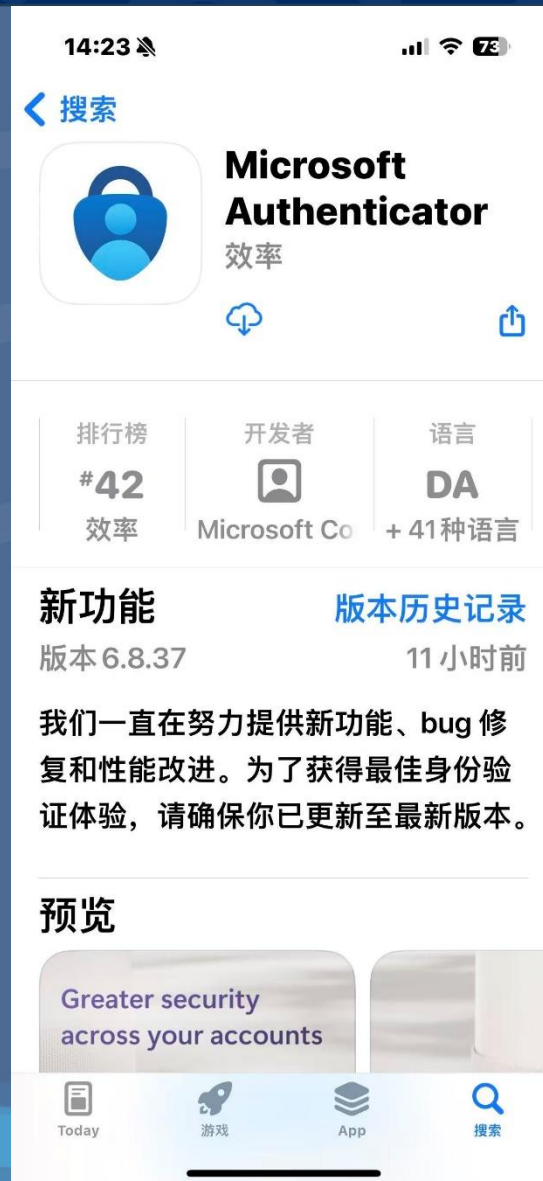 14:23
73
搜索
Microsoft
Authenticator
效率
排行榜
开发者
语言
#42
DA
效率
Microsoft Co
+ 41种语言
新功能
版本历史记录
版本 6.8.37
11 小时前
我们一直在努力提供新功能、bug 修
复和性能改进。为了获得最佳身份验
证体验，请确保你已更新至最新版本。
预览
Greater security
across your accounts
Today
游戏
App
搜索